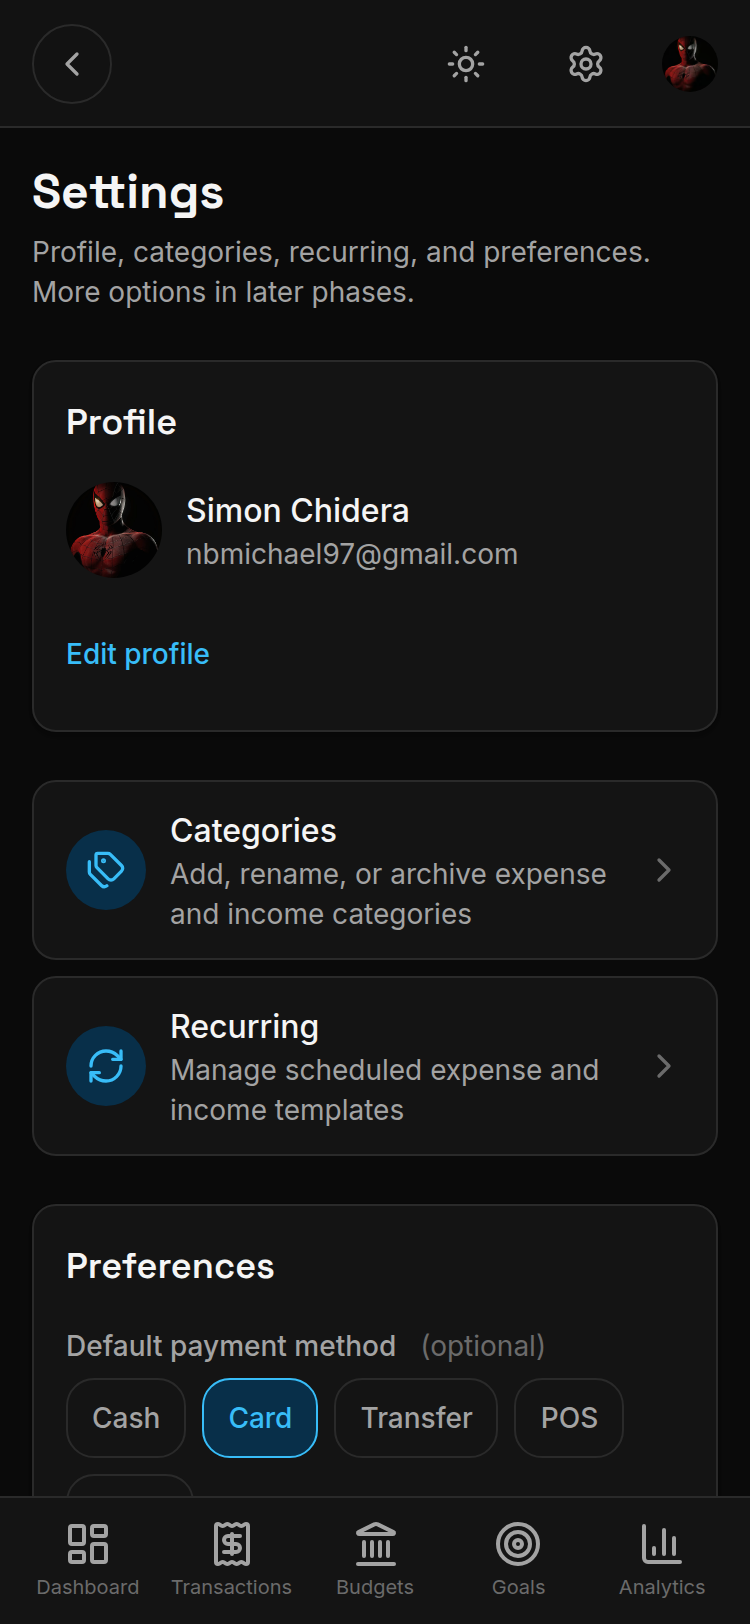 Settings
Profile, categories, recurring, and preferences.
More options in later phases.
Profile
Simon Chidera
nbmichael97@gmail.com
Edit profile
Categories
Add, rename, or archive expense
and income categories
Recurring
Manage scheduled expense and
income templates
Preferences
Default payment method (optional)
Cash Card Transfer POS
Dashboard Transactions Budgets Goals Analytics